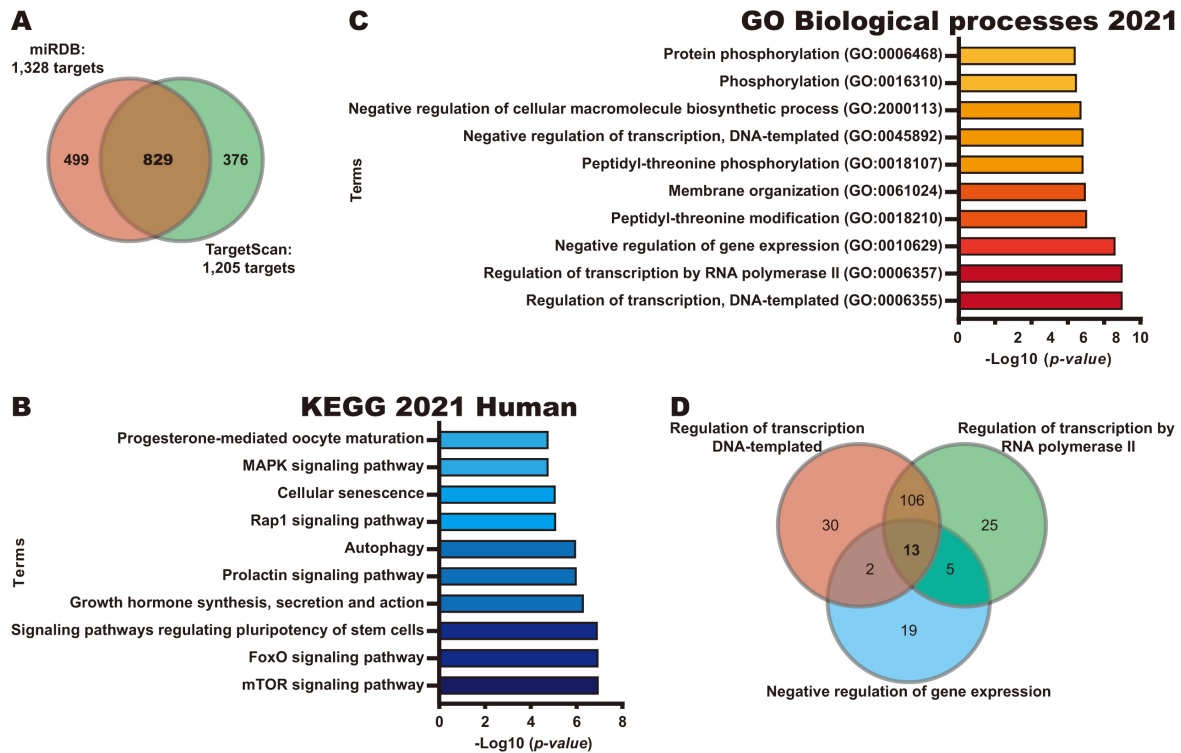 A
miRDB:
1,328 targets
499
829
376
TargetScan:
1,205 targets
C
GO Biological processes 2021
Terms
Protein phosphorylation (GO:0006468)
Phosphorylation (GO:0016310)
Negative regulation of cellular macromolecule biosynthetic process (GO:2000113)
Negative regulation of transcription, DNA-templated (GO:0045892)
Peptidyl-threonine phosphorylation (GO:0018107)
Membrane organization (GO:0061024)
Peptidyl-threonine modification (GO:0018210)
Negative regulation of gene expression (GO:0010629)
Regulation of transcription by RNA polymerase II (GO:0006357)
Regulation of transcription, DNA-templated (GO:0006355)
0 2 4 6 8 10
-Log10 (p-value)
B
KEGG 2021 Human
Terms
Progesterone-mediated oocyte maturation
MAPK signaling pathway
Cellular senescence
Rap1 signaling pathway
Autophagy
Prolactin signaling pathway
Growth hormone synthesis, secretion and action
Signaling pathways regulating pluripotency of stem cells
FoxO signaling pathway
mTOR signaling pathway
0 2 4 6 8
-Log10 (p-value)
D
Regulation of transcription
DNA-templated
Regulation of transcription by
RNA polymerase II
106
30
25
13
2
5
19
Negative regulation of gene expression